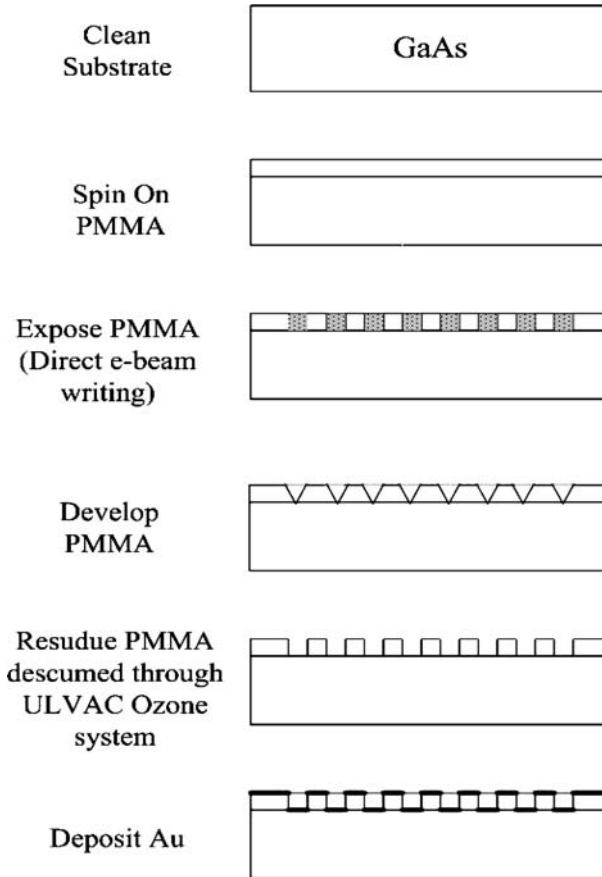 Clean
Substrate
GaAs
Spin On
PMMA
Expose PMMA
(Direct e-beam
writing)
Develop
PMMA
Resudue PMMA
descumed through
ULVAC Ozone
system
Deposit Au